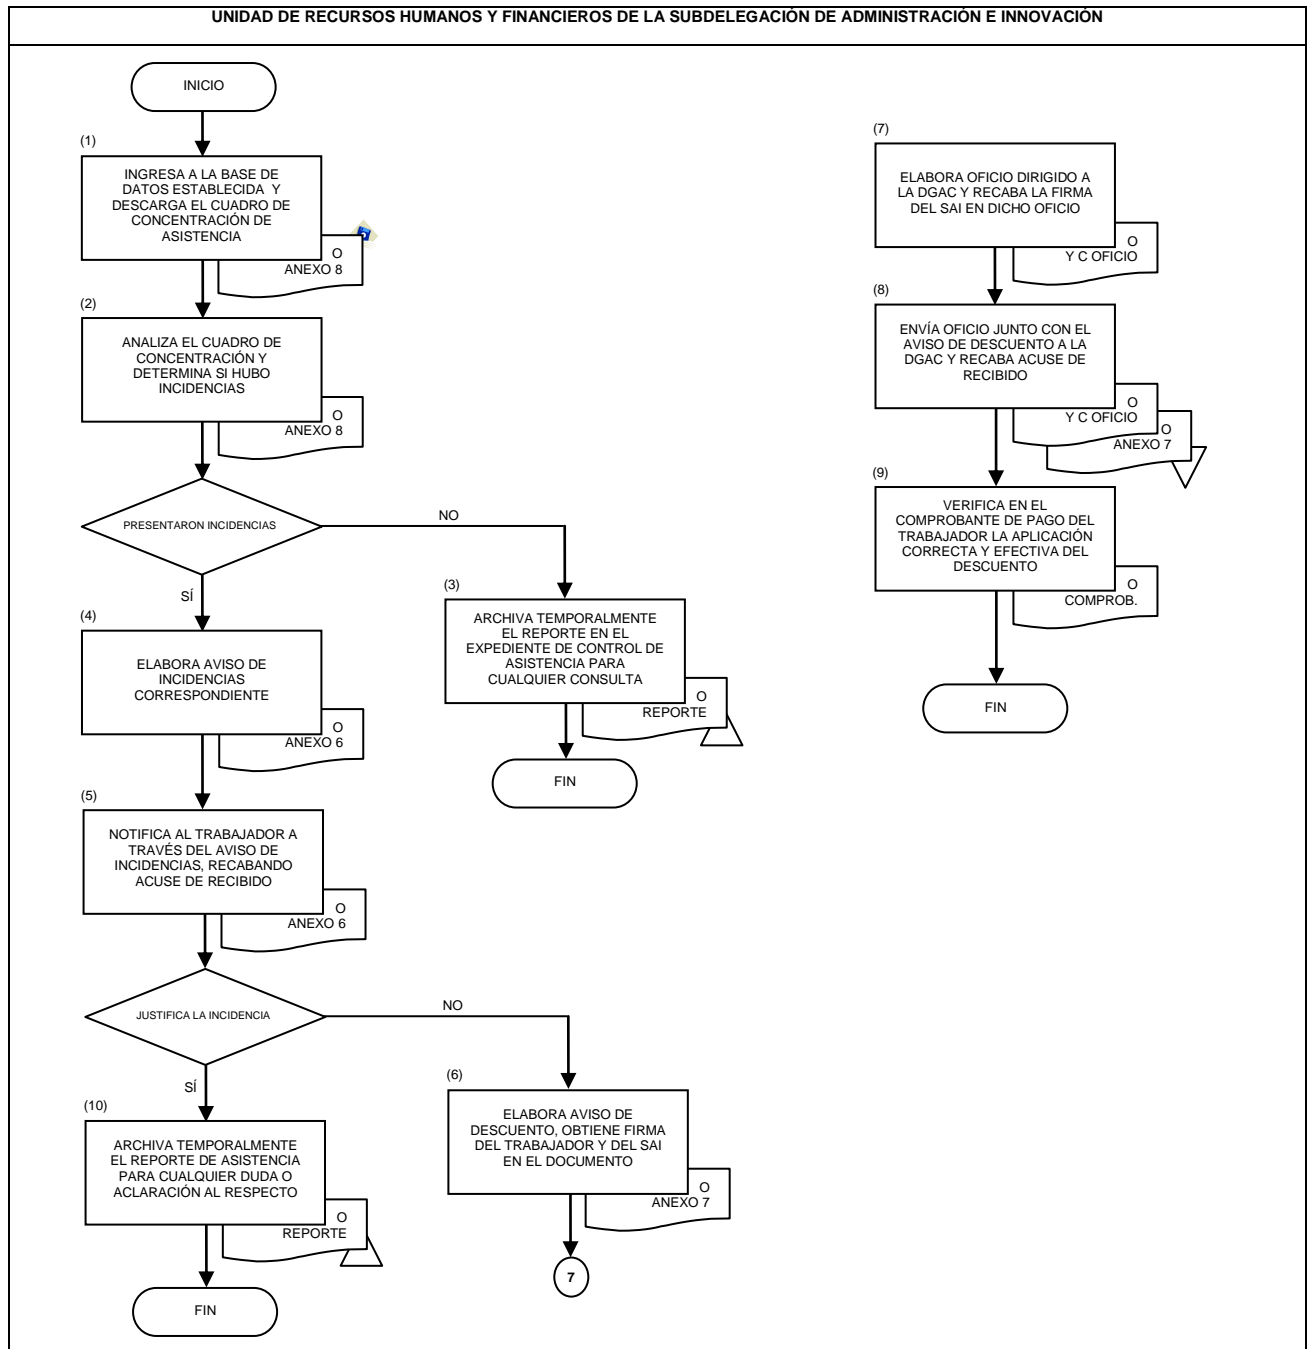 UNIDAD DE RECURSOS HUMANOS Y FINANCIEROS DE LA SUBDELEGACIÓN DE ADMINISTRACIÓN E INNOVACIÓN
INICIO
(1)
INGRESA A LA BASE DE
DATOS ESTABLECIDA Y
DESCARGA EL CUADRO DE
CONCENTRACIÓN DE
ASISTENCIA
O
ANEXO 8
(2)
ANALIZA EL CUADRO DE
CONCENTRACIÓN Y
DETERMINA SI HUBO
INCIDENCIAS
O
ANEXO 8
PRESENTARON INCIDENCIAS
NO
SÍ
(3)
ARCHIVA TEMPORALMENTE
EL REPORTE EN EL
EXPEDIENTE DE CONTROL DE
ASISTENCIA PARA
CUALQUIER CONSULTA
O
REPORTE
FIN
(4)
ELABORA AVISO DE
INCIDENCIAS
CORRESPONDIENTE
O
ANEXO 6
(5)
NOTIFICA AL TRABAJADOR A
TRAVÉS DEL AVISO DE
INCIDENCIAS, RECABANDO
ACUSE DE RECIBIDO
O
ANEXO 6
JUSTIFICA LA INCIDENCIA
NO
SÍ
(10)
ARCHIVA TEMPORALMENTE
EL REPORTE DE ASISTENCIA
PARA CUALQUIER DUDA O
ACLARACIÓN AL RESPECTO
O
REPORTE
FIN
(6)
ELABORA AVISO DE
DESCUENTO, OBTIENE FIRMA
DEL TRABAJADOR Y DEL SAI
EN EL DOCUMENTO
O
ANEXO 7
7
(7)
ELABORA OFICIO DIRIGIDO A
LA DGAC Y RECABA LA FIRMA
DEL SAI EN DICHO OFICIO
O
Y C OFICIO
(8)
ENVÍA OFICIO JUNTO CON EL
AVISO DE DESCUENTO A LA
DGAC Y RECABA ACUSE DE
RECIBIDO
O
Y C OFICIO
O
ANEXO 7
(9)
VERIFICA EN EL
COMPROBANTE DE PAGO DEL
TRABAJADOR LA APLICACIÓN
CORRECTA Y EFECTIVA DEL
DESCUENTO
O
COMPROB.
FIN